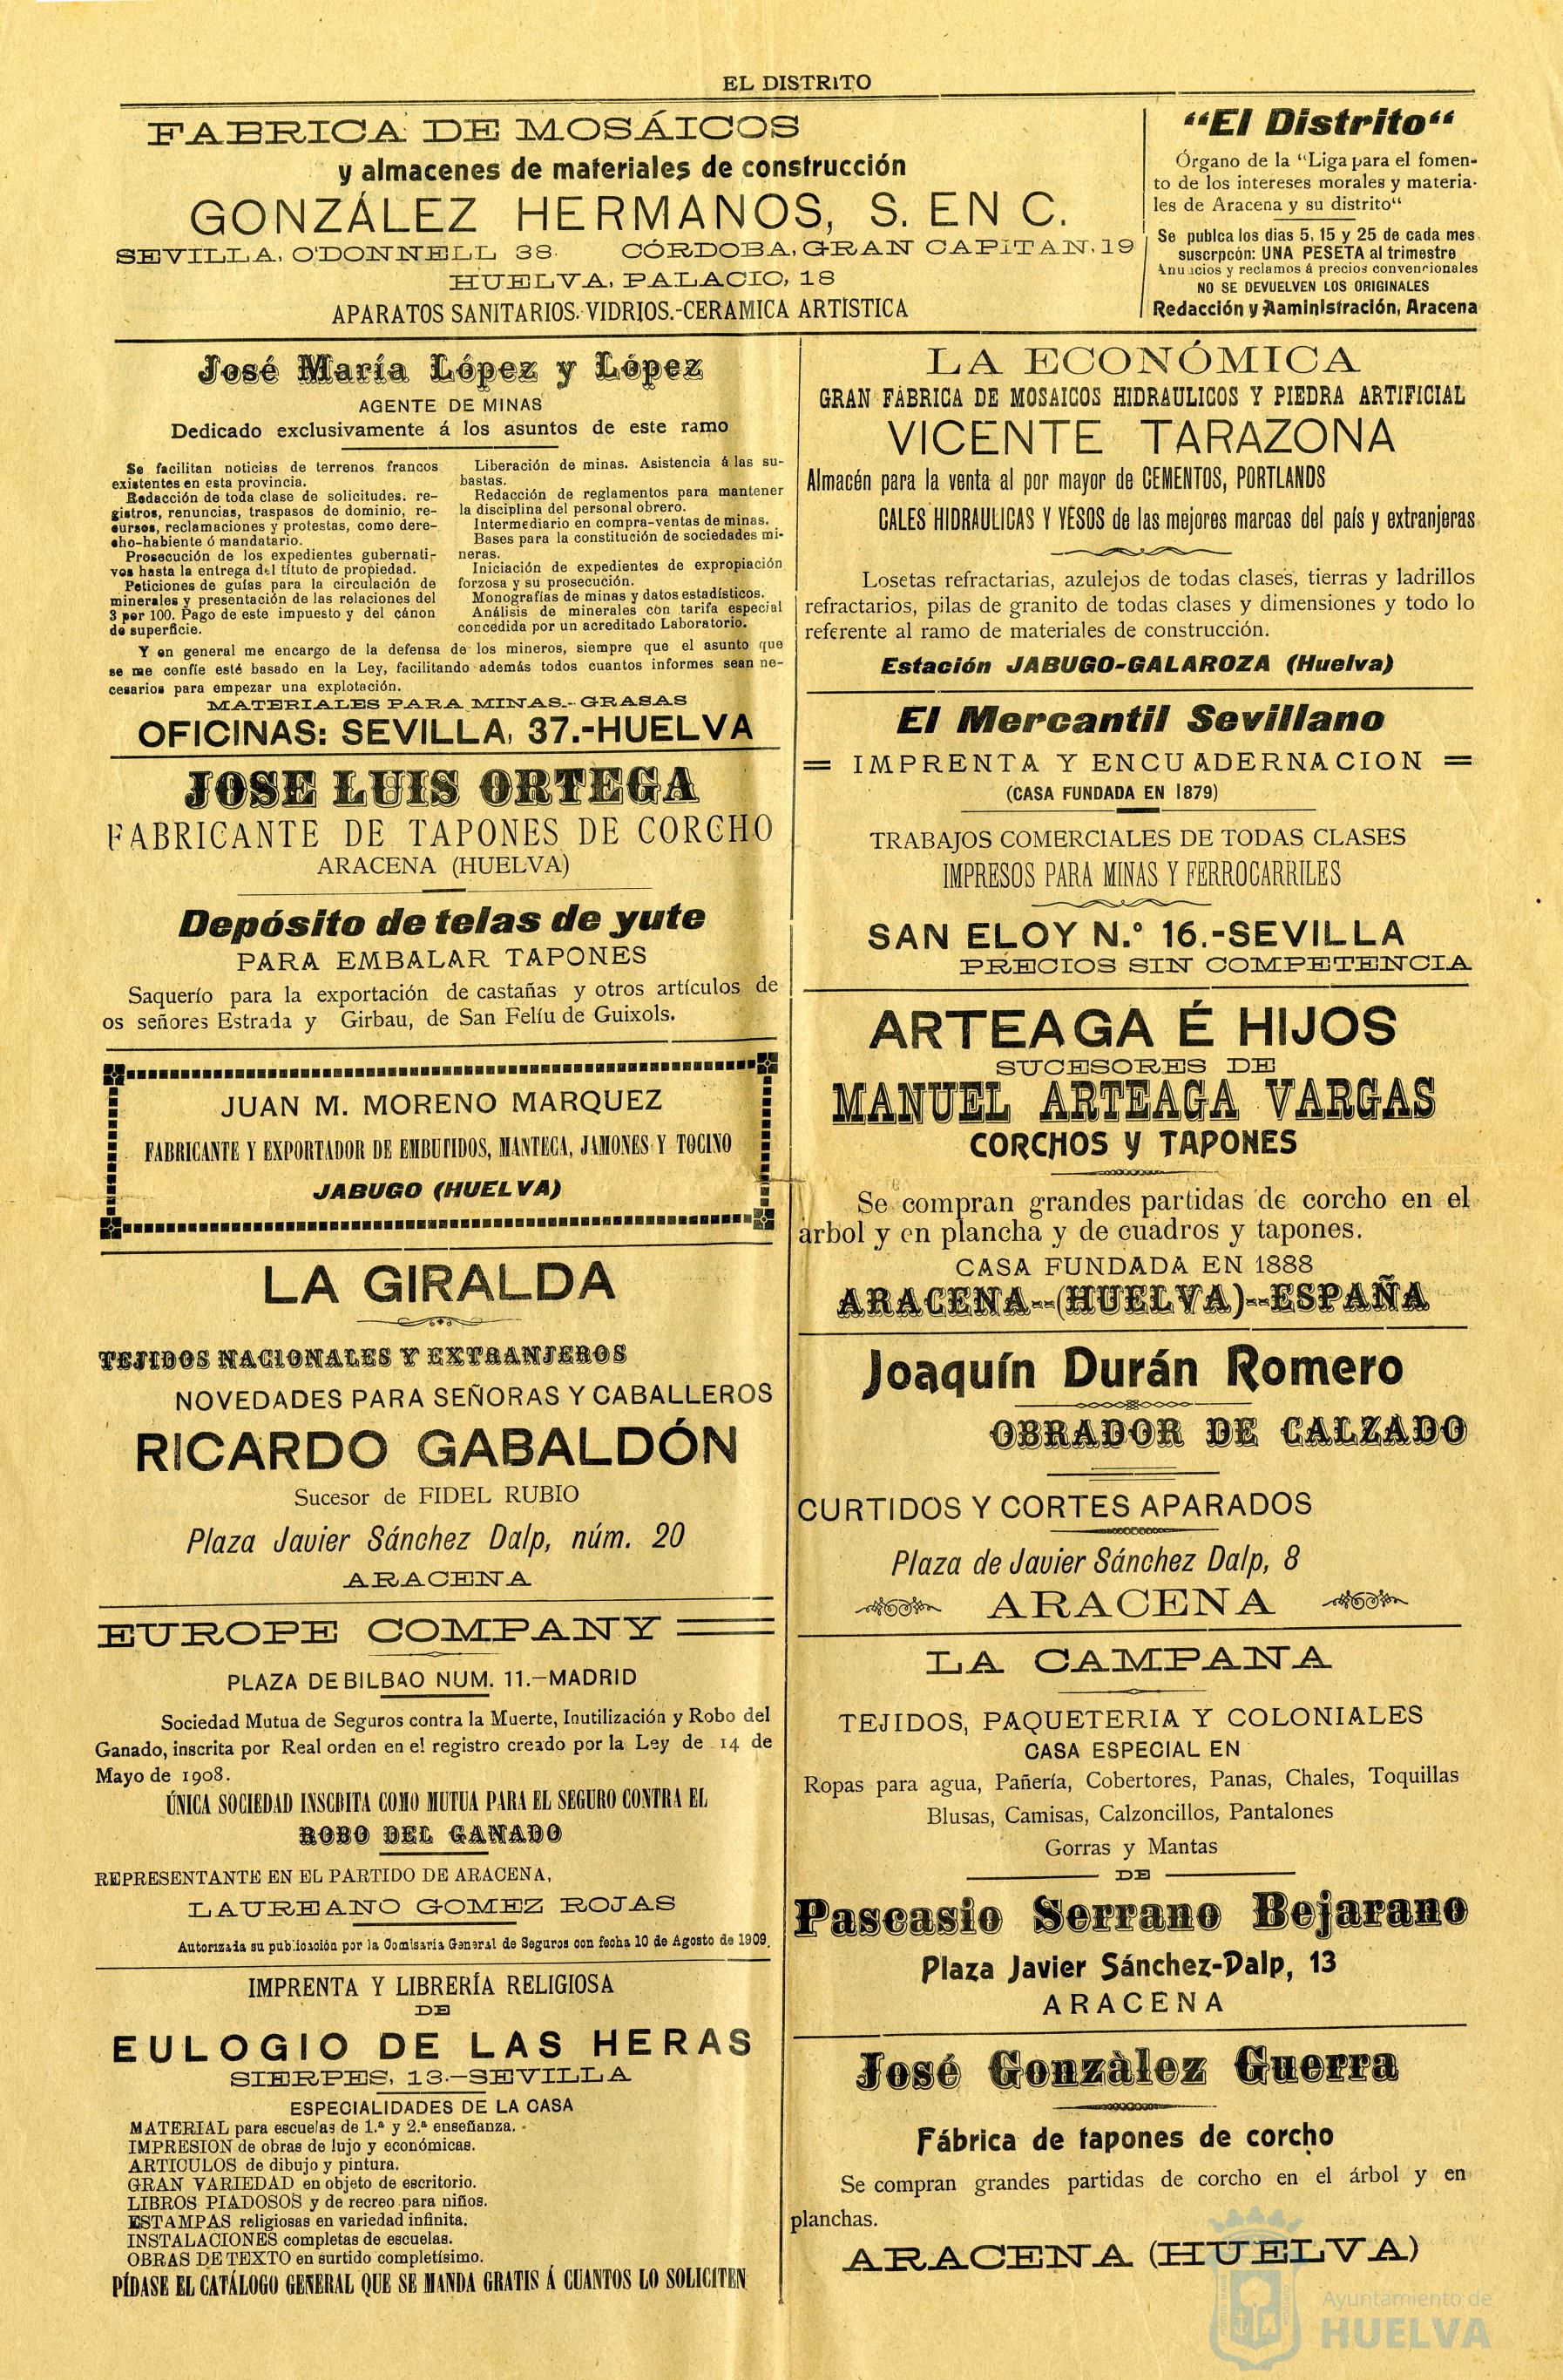 EL DISTRITO
FABRICA DE MOSÁICOS
y almacenes de materiales de construcción
GONZÁLEZ HERMANOS, S. EN C.
SEVILLA, O'DONNELL 38. CÓRDOBA, GRAN CAPITAN, 19
HUELVA, PALACIO, 18
APARATOS SANITARIOS.-VIDRIOS.-CERAMICA ARTÍSTICA
"El Distrito"
Órgano de la "Liga para el fomen-
to de los intereses morales y materia-
les de Aracena y su distrito"
Se publca los dias 5, 15 y 25 de cada mes
suscrpcón: UNA PESETA al trimestre
Anuacios y reclamos á precios convencionales
NO SE DEVUELVEN LOS ORIGINALES
Redacción y Aaministración, Aracena
José María López y López
AGENTE DE MINAS
Dedicado exclusivamente á los asuntos de este ramo
Se facilitan noticias de terrenos francos
existentes en esta provincia.
Redacción de toda clase de solicitudes: re-
gistros, renuncias, traspasos de dominio, re-
cursos, reclamaciones y protestas, como dere-
cho-habiente ó mandatario.
Prosecución de los expedientes gubernati-
vos hasta la entrega del título de propiedad.
Peticiones de guías para la circulación de
minerales y presentación de las relaciones del
3 por 100. Pago de este impuesto y del cánon
de superficie.
Liberación de minas. Asistencia á las su-
bastas.
Redacción de reglamentos para mantener
la disciplina del personal obrero.
Intermediario en compra-ventas de minas.
Bases para la constitución de sociedades mi-
neras.
Iniciación de expedientes de expropiación
forzosa y su prosecución.
Monografías de minas y datos estadísticos.
Análisis de minerales con tarifa especial
concedida por un acreditado Laboratorio.
Y en general me encargo de la defensa de los mineros, siempre que el asunto que
se me confíe esté basado en la Ley, facilitando además todos cuantos informes sean ne-
cesarios para empezar una explotación.
MATERIALES PARA MINAS.-GRASAS
OFICINAS: SEVILLA, 37.-HUELVA
JOSE LUIS ORTEGA
FABRICANTE DE TAPONES DE CORCHO
ARACENA (HUELVA)
Depósito de telas de yute
PARA EMBALAR TAPONES
Saquerío para la exportación de castañas y otros artículos de
os señores Estrada y Girbau, de San Felíu de Guixols.
JUAN M. MORENO MARQUEZ
FABRICANTE Y EXPORTADOR DE EMBUTIDOS, MANTECA, JAMONES Y TOCINO
JABUGO (HUELVA)
LA GIRALDA
TEJIDOS NACIONALES Y EXTRANJEROS
NOVEDADES PARA SEÑORAS Y CABALLEROS
RICARDO GABALDÓN
Sucesor de FIDEL RUBIO
Plaza Javier Sánchez Dalp, núm. 20
ARACENA
EUROPE COMPANY
PLAZA DE BILBAO NUM. 11.-MADRID
Sociedad Mutua de Seguros contra la Muerte, Inutilización y Robo del
Ganado, inscrita por Real orden en el registro creado por la Ley de 14 de
Mayo de 1908.
ÚNICA SOCIEDAD INSCRITA COMO MUTUA PARA EL SEGURO CONTRA EL
ROBO DEL GANADO
REPRESENTANTE EN EL PARTIDO DE ARACENA,
LAUREANO GOMEZ ROJAS
Autorizada su publicación por la Comisaría General de Seguros con fecha 10 de Agosto de 1909.
IMPRENTA Y LIBRERÍA RELIGIOSA
DE
EULOGIO DE LAS HERAS
SIERPES, 13.-SEVILLA
ESPECIALIDADES DE LA CASA
MATERIAL para escuelas de 1.ª y 2.ª enseñanza.
IMPRESION de obras de lujo y económicas.
ARTICULOS de dibujo y pintura.
GRAN VARIEDAD en objeto de escritorio.
LIBROS PIADOSOS y de recreo para niños.
ESTAMPAS religiosas en variedad infinita.
INSTALACIONES completas de escuelas.
OBRAS DE TEXTO en surtido completísimo.
PÍDASE EL CATÁLOGO GENERAL QUE SE MANDA GRATIS Á CUANTOS LO SOLICITEN
LA ECONÓMICA
GRAN FÁBRICA DE MOSAICOS HIDRAULICOS Y PIEDRA ARTIFICIAL
VICENTE TARAZONA
Almacén para la venta al por mayor de CEMENTOS, PORTLANDS
CALES HIDRAULICAS Y YESOS de las mejores marcas del país y extranjeras
Losetas refractarias, azulejos de todas clases, tierras y ladrillos
refractarios, pilas de granito de todas clases y dimensiones y todo lo
referente al ramo de materiales de construcción.
Estación JABUGO-GALAROZA (Huelva)
El Mercantil Sevillano
= IMPRENTA Y ENCUADERNACION =
(CASA FUNDADA EN 1879)
TRABAJOS COMERCIALES DE TODAS CLASES
IMPRESOS PARA MINAS Y FERROCARRILES
SAN ELOY N.º 16.-SEVILLA
PRECIOS SIN COMPETENCIA
ARTEAGA É HIJOS
SUCESORES DE
MANUEL ARTEAGA VARGAS
CORCHOS Y TAPONES
Se compran grandes partidas de corcho en el
árbol y en plancha y de cuadros y tapones.
CASA FUNDADA EN 1888
ARACENA--(HUELVA)--ESPAÑA
Joaquín Durán Romero
OBRADOR DE CALZADO
CURTIDOS Y CORTES APARADOS
Plaza de Javier Sánchez Dalp, 8
ARACENA
LA CAMPANA
TEJIDOS, PAQUETERIA Y COLONIALES
CASA ESPECIAL EN
Ropas para agua, Pañería, Cobertores, Panas, Chales, Toquillas
Blusas, Camisas, Calzoncillos, Pantalones
Gorras y Mantas
DE
Pascasio Serrano Bejarano
Plaza Javier Sánchez-Dalp, 13
ARACENA
José Gonzàlez Guerra
Fábrica de tapones de corcho
Se compran grandes partidas de corcho en el árbol y en
planchas.
ARACENA (HUELVA)
Ayuntamiento de
HUELVA